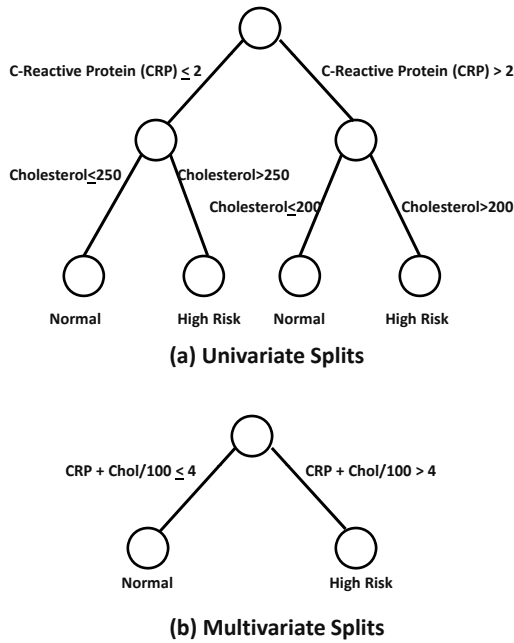 C-Reactive Protein (CRP) ≤ 2
C-Reactive Protein (CRP) > 2
Cholesterol≤250
Cholesterol>250
Cholesterol≤200
Cholesterol>200
Normal
High Risk
Normal
High Risk
(a) Univariate Splits
CRP + Chol/100 ≤ 4
CRP + Chol/100 > 4
Normal
High Risk
(b) Multivariate Splits